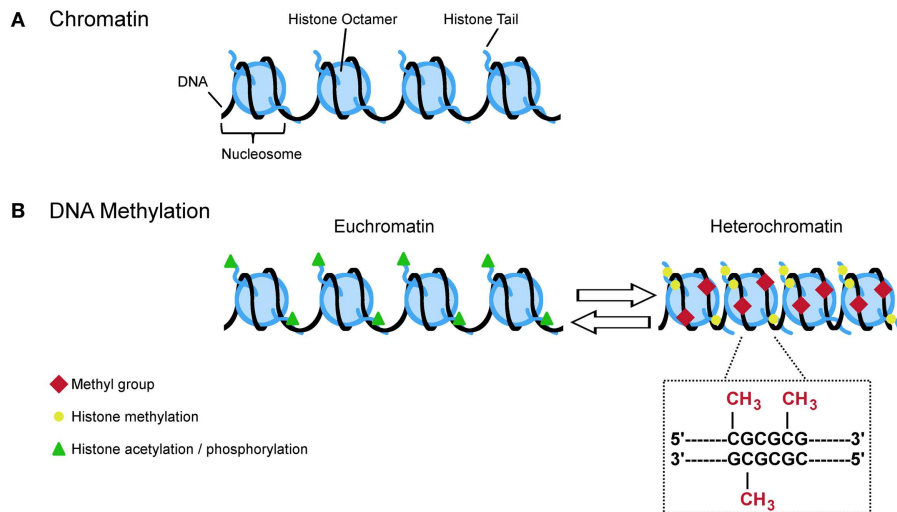 A Chromatin
Histone Octamer
Histone Tail
DNA
Nucleosome
B DNA Methylation
Euchromatin
Heterochromatin
Methyl group
Histone methylation
Histone acetylation / phosphorylation
CH3 CH3
5'-------CGCGCG-------3'
3'-------GCGCGC-------5'
CH3